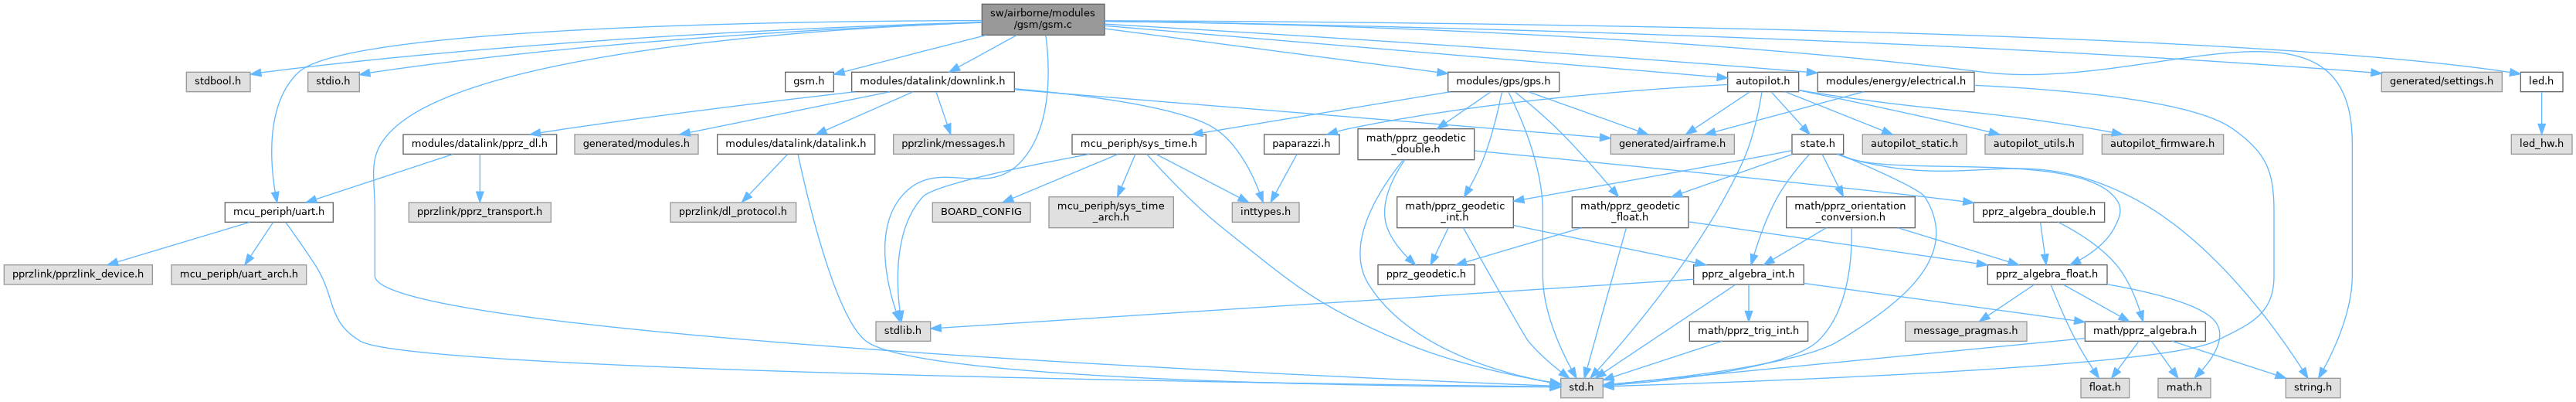 sw/airborne/modules
/gsm/gsm.c
stdbool.h
stdio.h
gsm.h
modules/datalink/downlink.h
modules/gps/gps.h
autopilot.h
modules/energy/electrical.h
generated/settings.h
led.h
modules/datalink/pprz_dl.h
generated/modules.h
modules/datalink/datalink.h
pprzlink/messages.h
mcu_periph/sys_time.h
paparazzi.h
math/pprz_geodetic
_double.h
generated/airframe.h
state.h
autopilot_static.h
autopilot_utils.h
autopilot_firmware.h
led_hw.h
mcu_periph/uart.h
pprzlink/pprz_transport.h
pprzlink/dl_protocol.h
BOARD_CONFIG
mcu_periph/sys_time
_arch.h
inttypes.h
math/pprz_geodetic
_int.h
math/pprz_geodetic
_float.h
math/pprz_orientation
_conversion.h
pprz_algebra_double.h
pprzlink/pprzlink_device.h
mcu_periph/uart_arch.h
pprz_geodetic.h
pprz_algebra_int.h
pprz_algebra_float.h
stdlib.h
math/pprz_trig_int.h
message_pragmas.h
math/pprz_algebra.h
std.h
float.h
math.h
string.h